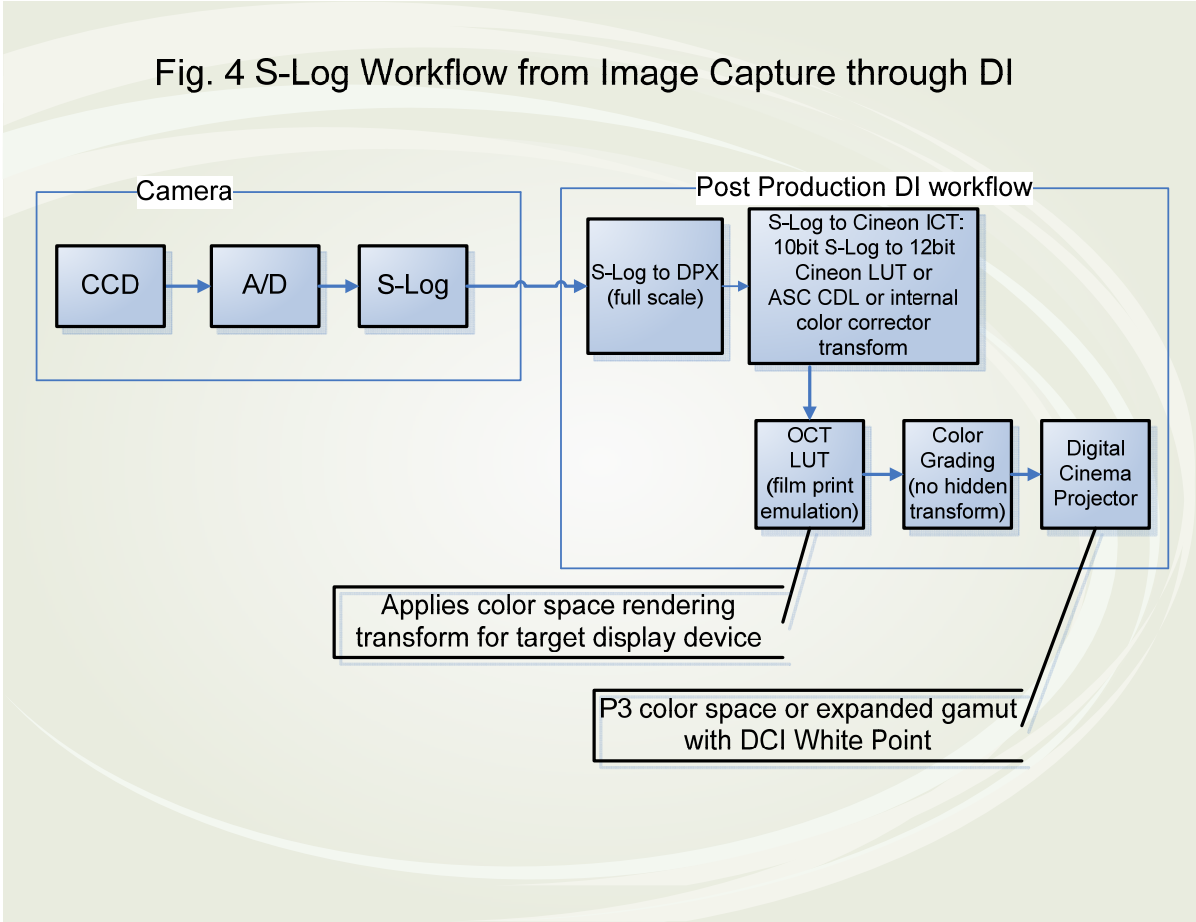 Fig. 4 S-Log Workflow from Image Capture through DI
Camera
CCD
A/D
S-Log
Post Production DI workflow
S-Log to DPX
(full scale)
S-Log to Cineon ICT:
10bit S-Log to 12bit
Cineon LUT or
ASC CDL or internal
color corrector
transform
OCT
LUT
(film print
emulation)
Color
Grading
(no hidden
transform)
Digital
Cinema
Projector
Applies color space rendering
transform for target display device
P3 color space or expanded gamut
with DCI White Point